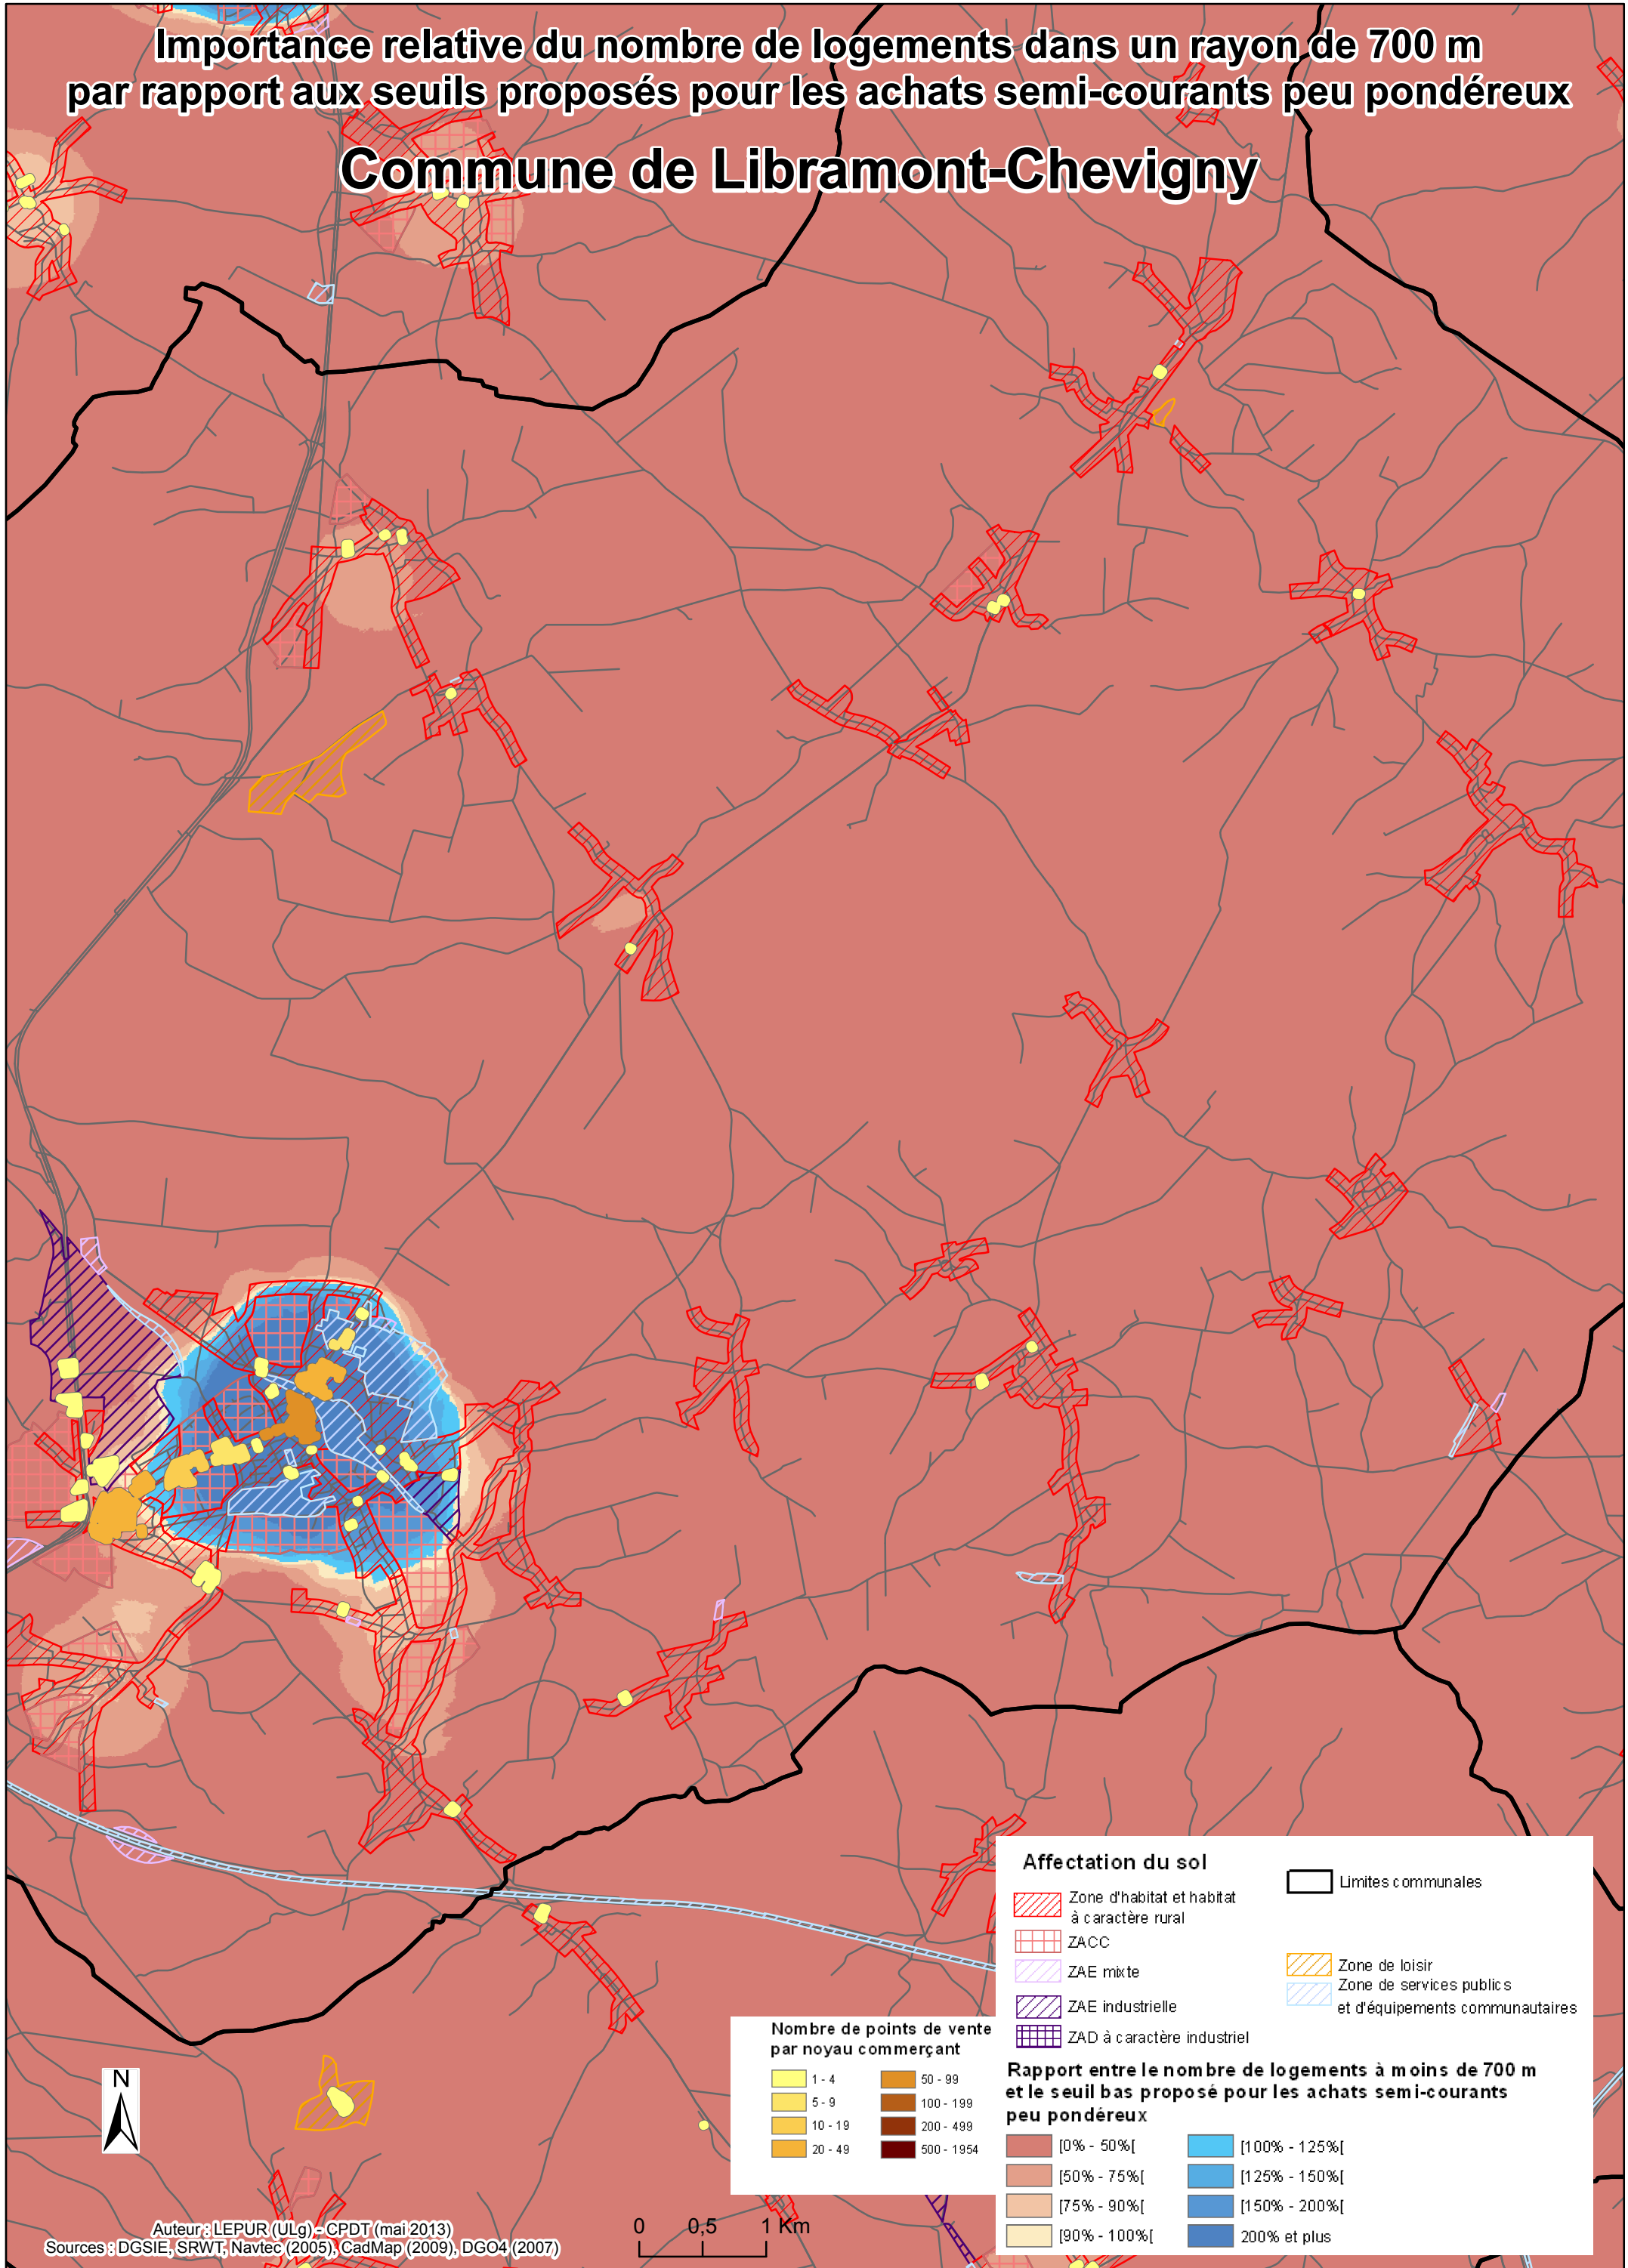 Importance relative du nombre de logements dans un rayon de 700 m
par rapport aux seuils proposés pour les achats semi-courants peu pondéreux
Commune de Libramont-Chevigny
Affectation du sol
Zone d'habitat et habitat
à caractère rural
ZACC
ZAE mixte
ZAE industrielle
ZAD à caractère industriel
Limites communales
Zone de loisir
Zone de services publics
et d'équipements communautaires
Nombre de points de vente
par noyau commerçant
1 - 4
5 - 9
10 - 19
20 - 49
50 - 99
100 - 199
200 - 499
500 - 1954
Rapport entre le nombre de logements à moins de 700 m
et le seuil bas proposé pour les achats semi-courants
peu pondéreux
[0% - 50%[
[50% - 75%[
[75% - 90%[
[90% - 100%[
[100% - 125%[
[125% - 150%[
[150% - 200%[
200% et plus
N
0 0,5 1 Km
Auteur : LEPUR (ULg) - CPDT (mai 2013)
Sources : DGSIE, SRWT, Navtec (2005), CadMap (2009), DGO4 (2007)